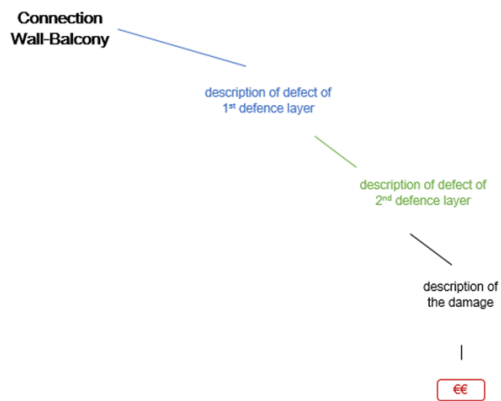 Connection
Wall-Balcony
description of defect of
1st defence layer
description of defect of
2nd defence layer
description of
the damage
€€